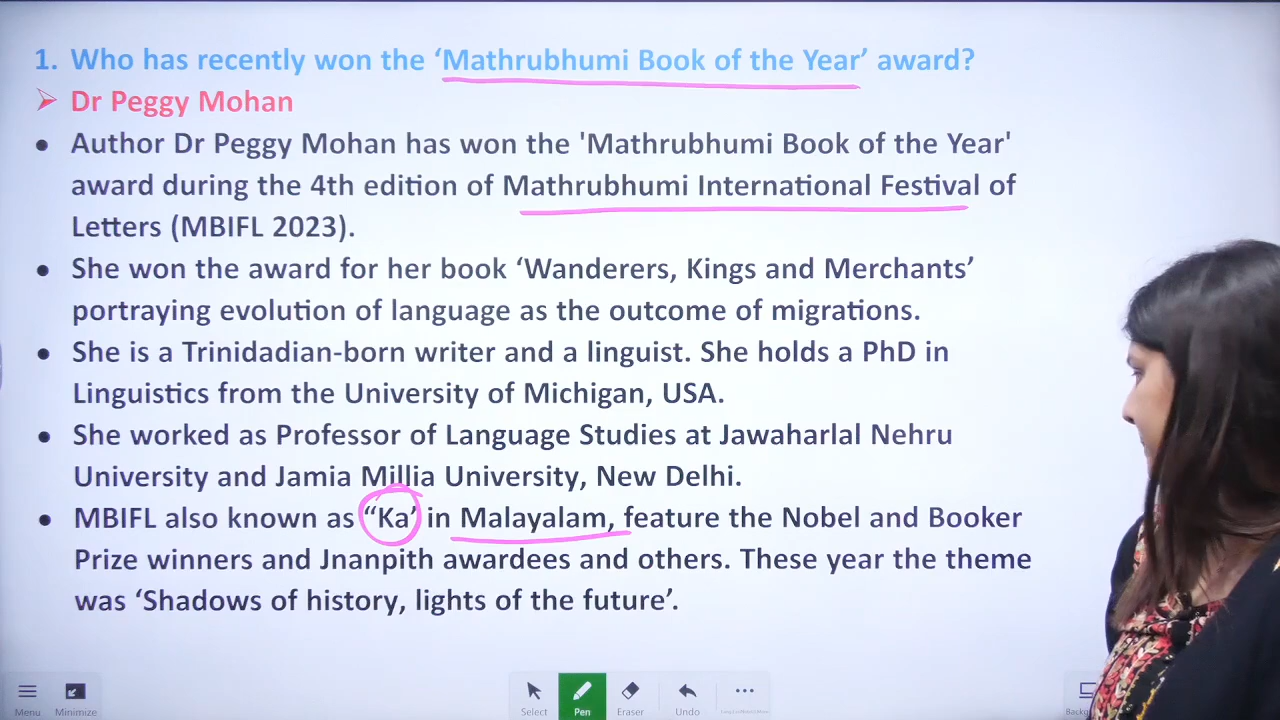 1. Who has recently won the ‘Mathrubhumi Book of the Year’ award?
➢ Dr Peggy Mohan
• Author Dr Peggy Mohan has won the 'Mathrubhumi Book of the Year'
award during the 4th edition of Mathrubhumi International Festival of
Letters (MBIFL 2023).
• She won the award for her book ‘Wanderers, Kings and Merchants’
portraying evolution of language as the outcome of migrations.
• She is a Trinidadian-born writer and a linguist. She holds a PhD in
Linguistics from the University of Michigan, USA.
• She worked as Professor of Language Studies at Jawaharlal Nehru
University and Jamia Millia University, New Delhi.
• MBIFL also known as “Ka’ in Malayalam, feature the Nobel and Booker
Prize winners and Jnanpith awardees and others. These year the theme
was ‘Shadows of history, lights of the future’.
Menu Minimize Select Pen Eraser Undo